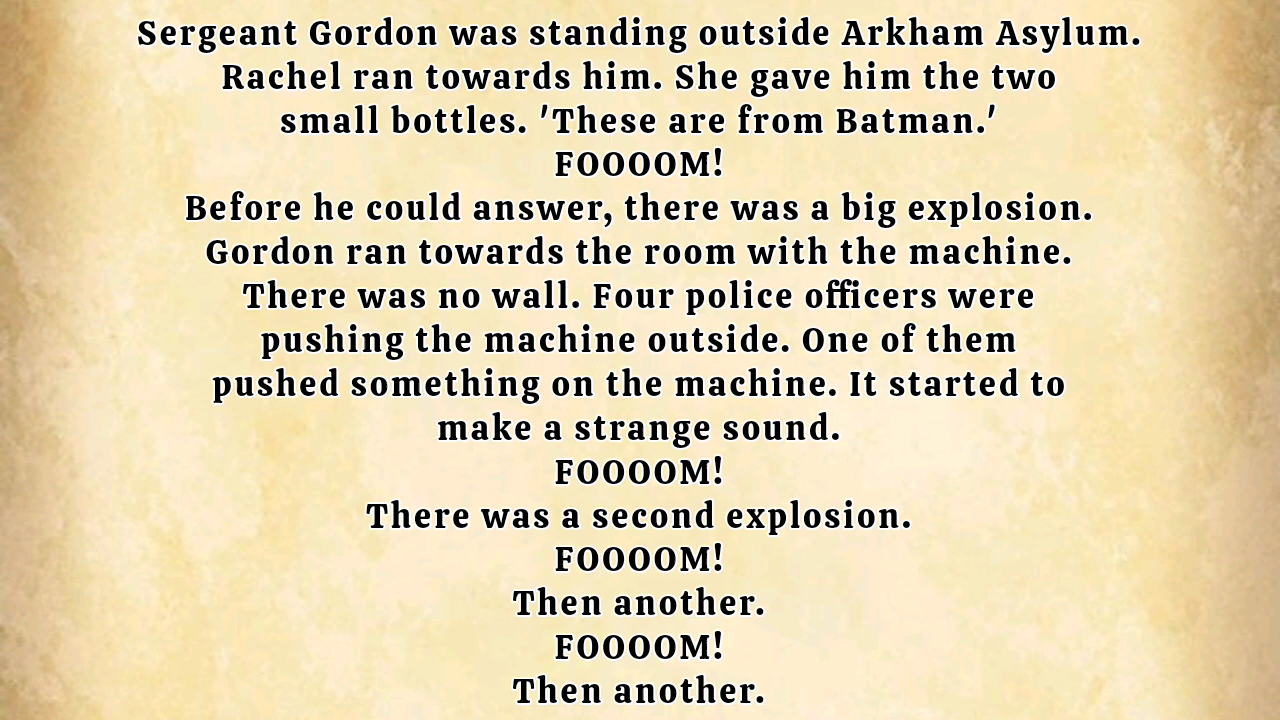 Sergeant Gordon was standing outside Arkham Asylum.
Rachel ran towards him. She gave him the two
small bottles. 'These are from Batman.'
FOOOOM!
Before he could answer, there was a big explosion.
Gordon ran towards the room with the machine.
There was no wall. Four police officers were
pushing the machine outside. One of them
pushed something on the machine. It started to
make a strange sound.
FOOOOM!
There was a second explosion.
FOOOOM!
Then another.
FOOOOM!
Then another.